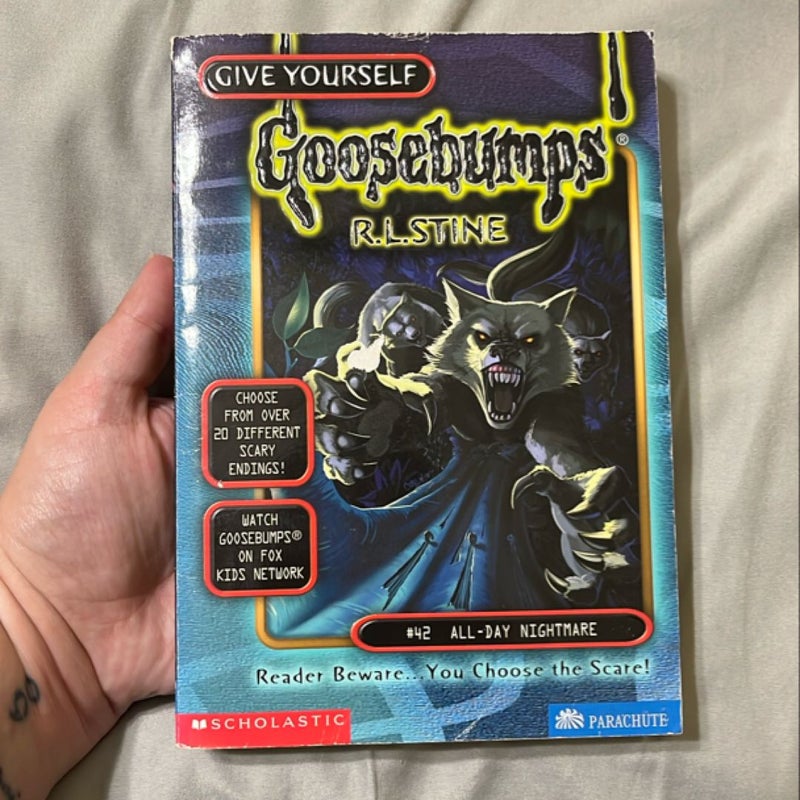 GIVE YOURSELF
Goosebumps®
R.L.STINE
CHOOSE
FROM OVER
20 DIFFERENT
SCARY
ENDINGS!
WATCH
GOOSEBUMPS®
ON FOX
KIDS NETWORK
#42 ALL-DAY NIGHTMARE
Reader Beware...You Choose the Scare!
SCHOLASTIC
PARACHUTE